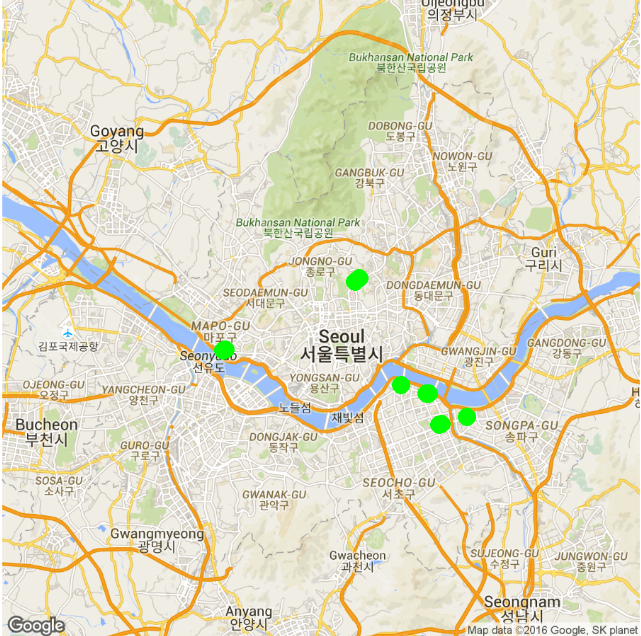 Uijeongbu
의정부시
Bukhansan National Park
북한산국립공원
Goyang
고양시
DOBONG-GU
도봉구
NOWON-GU
노원구
GANGBUK-GU
강북구
Bukhansan National Park
북한산국립공원
JONGNO-GU
종로구
Guri
구리시
SEODAEMUN-GU
서대문구
DONGDAEMUN-GU
동대문구
MAPO-GU
마포구
김포국제공항
Seoul
서울특별시
GANGDONG-GU
강동구
GWANGJIN-GU
광진구
Seonyudo
선유도
OJEONG-GU
오정구
YANGCHEON-GU
양천구
YONGSAN-GU
용산구
노들섬
채빛섬
Bucheon
부천시
SONGPA-GU
송파구
DONGJAK-GU
동작구
GURO-GU
구로구
SOSA-GU
소사구
SEOCHO-GU
서초구
GWANAK-GU
관악구
Gwangmyeong
광명시
Gwacheon
과천시
SUJEONG-GU
수정구
JUNGWON-GU
중원구
Anyang
안양시
Seongnam
성남시
Google
Map data ©2016 Google, SK planet